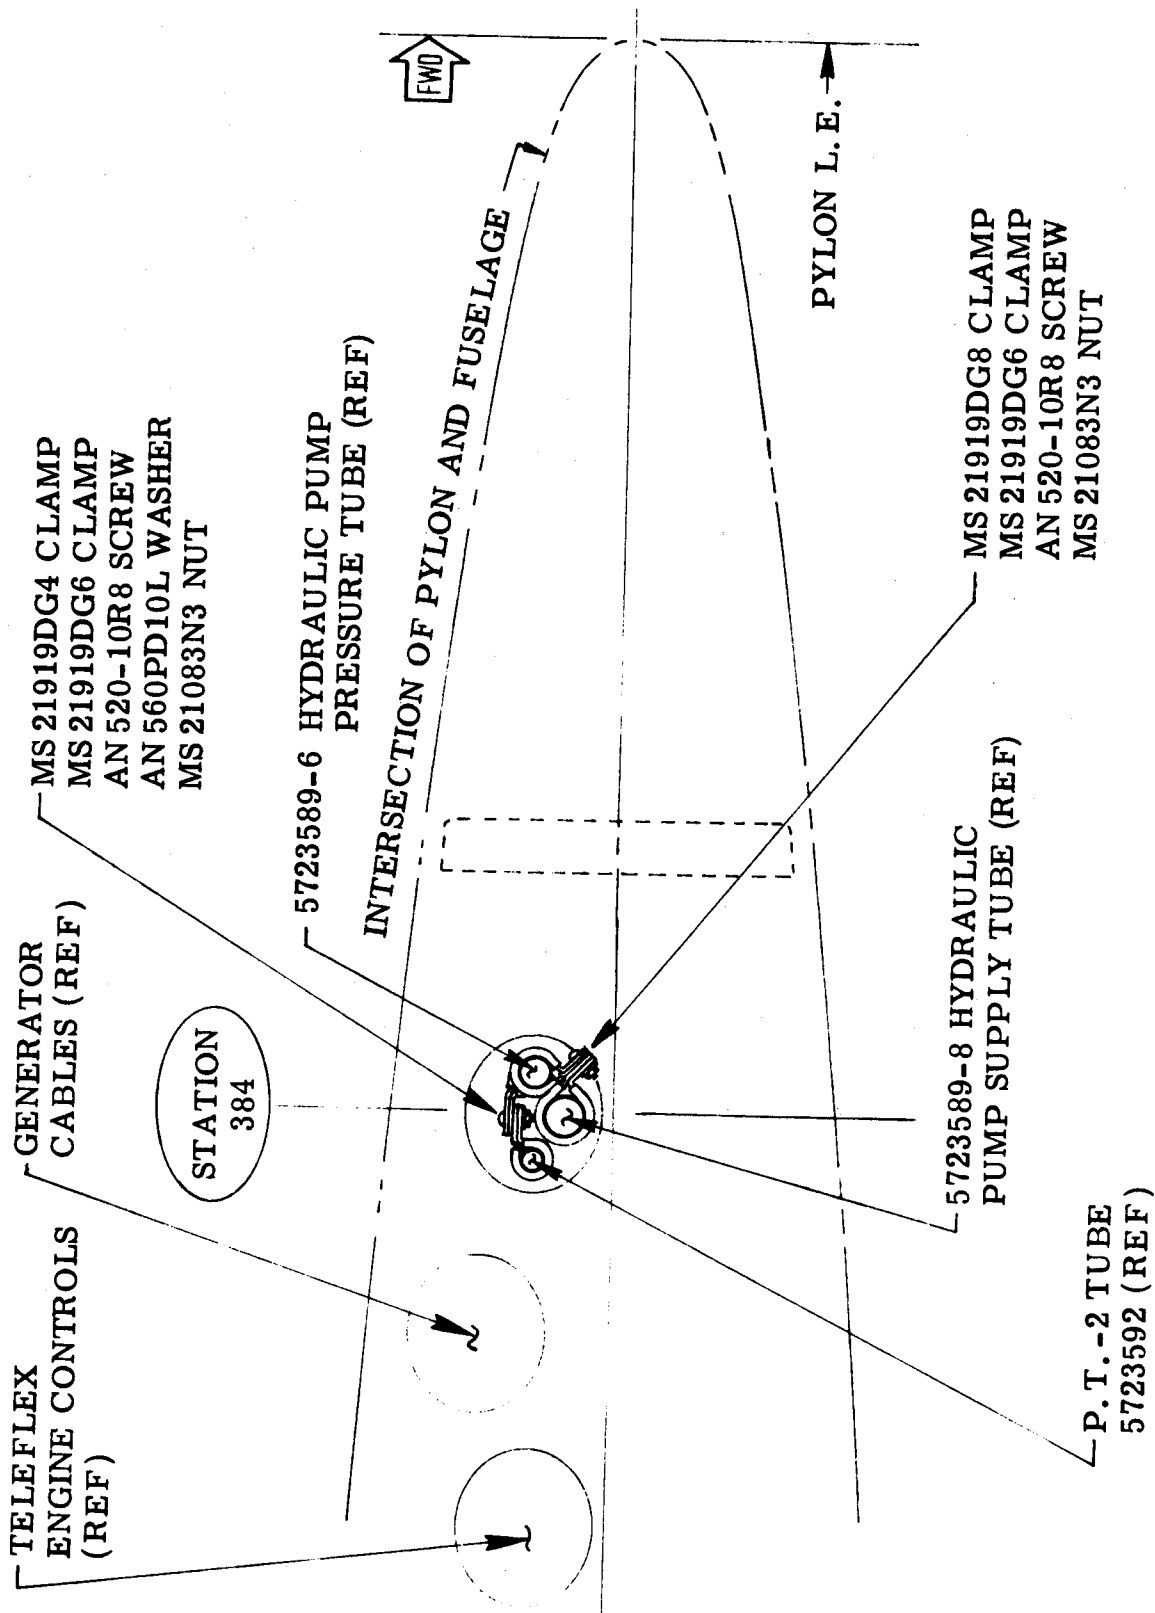 TELEFLEX
ENGINE CONTROLS
(REF)
GENERATOR
CABLES (REF)
STATION
384
MS 21919DG4 CLAMP
MS 21919DG6 CLAMP
AN 520-10R8 SCREW
AN 560PD10L WASHER
MS 21083N3 NUT
5723589-6 HYDRAULIC PUMP
PRESSURE TUBE (REF)
INTERSECTION OF PYLON AND FUSELAGE
FWD
PYLON L.E.
MS 21919DG8 CLAMP
MS 21919DG6 CLAMP
AN 520-10R8 SCREW
MS 21083N3 NUT
5723589-8 HYDRAULIC
PUMP SUPPLY TUBE (REF)
P. T. -2 TUBE
5723592 (REF)